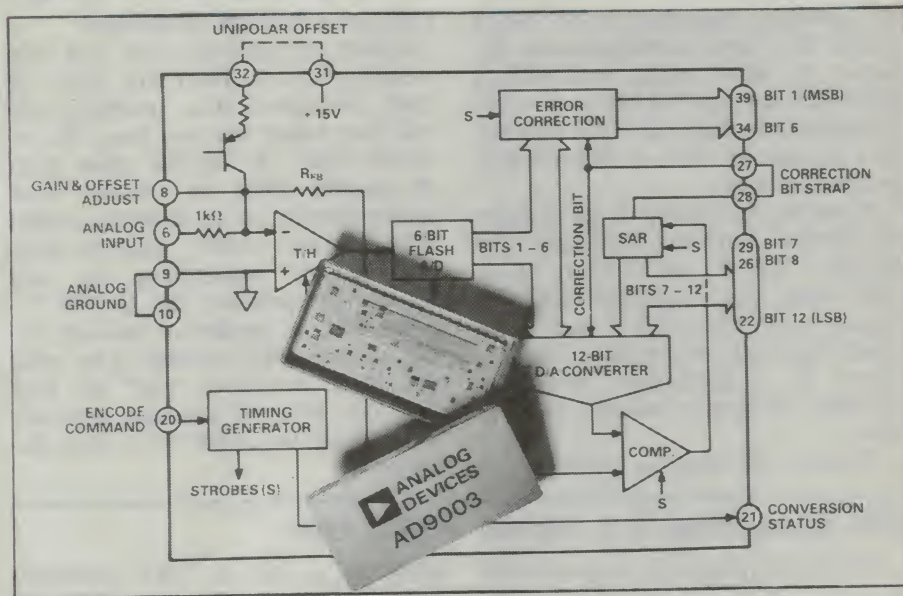 UNIPOLAR OFFSET
32
31
+ 15V
GAIN & OFFSET
ADJUST
8
R FB
1kΩ
ANALOG
INPUT
6
9
ANALOG
GROUND
10
T/H
6-BIT
FLASH
A/D
BITS 1 – 6
S
ERROR
CORRECTION
39
BIT 1 (MSB)
34
BIT 6
27
CORRECTION
BIT STRAP
28
CORRECTION BIT
SAR
S
29
BIT 7
26
BIT 8
BITS 7 – 12
22
BIT 12 (LSB)
12-BIT
D/A CONVERTER
ENCODE
COMMAND
20
TIMING
GENERATOR
STROBES (S)
COMP.
S
21
CONVERSION
STATUS
ANALOG
DEVICES
AD9003